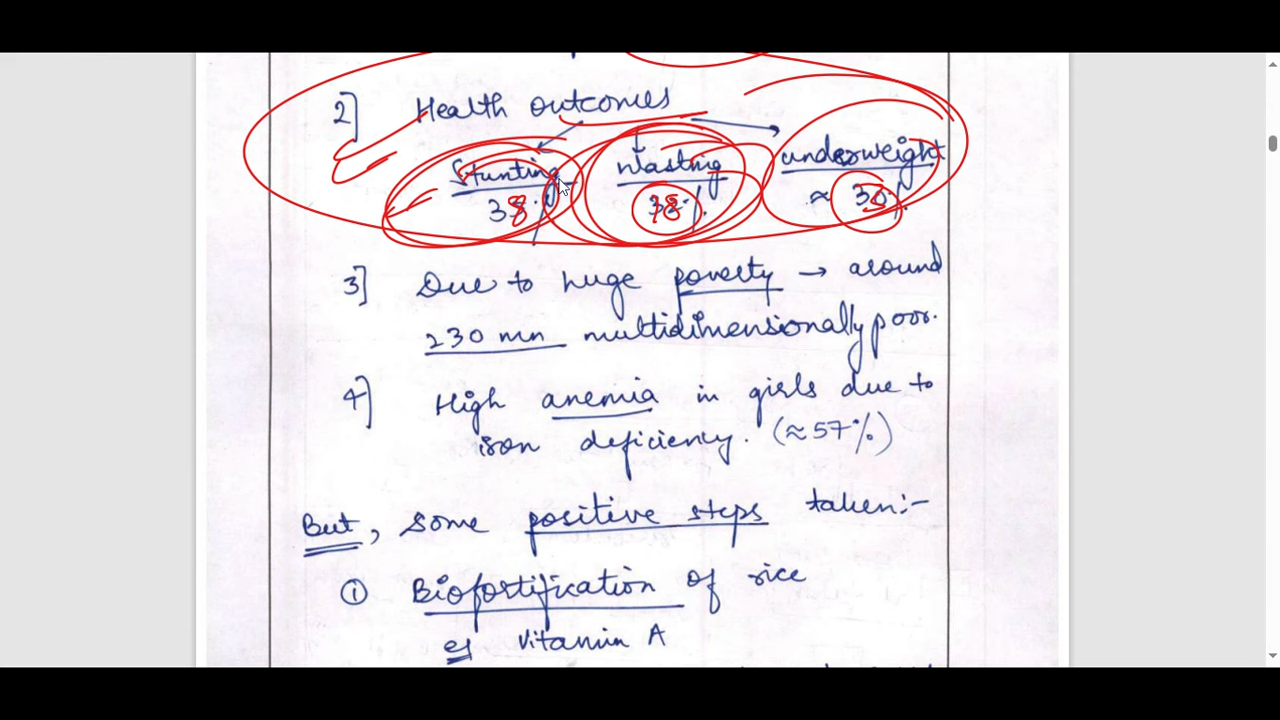 2] Health outcomes
Stunting wasting underweight
38 % 18 % ≈ 30 %
3] Due to huge poverty → around
230 mn multidimensionally poor.
4] High anemia in girls due to
iron deficiency. (≈57%)
But, some positive steps taken:-
① Biofortification of rice
eg Vitamin A